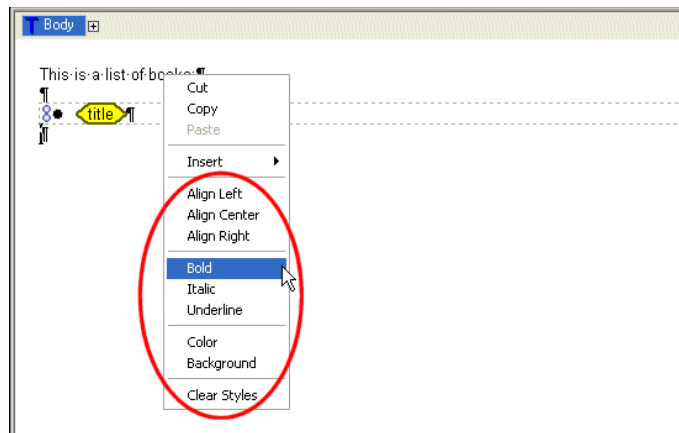 T Body
This is a list of books:¶
¶
title ¶
¶
Cut
Copy
Paste
Insert
Align Left
Align Center
Align Right
Bold
Italic
Underline
Color
Background
Clear Styles